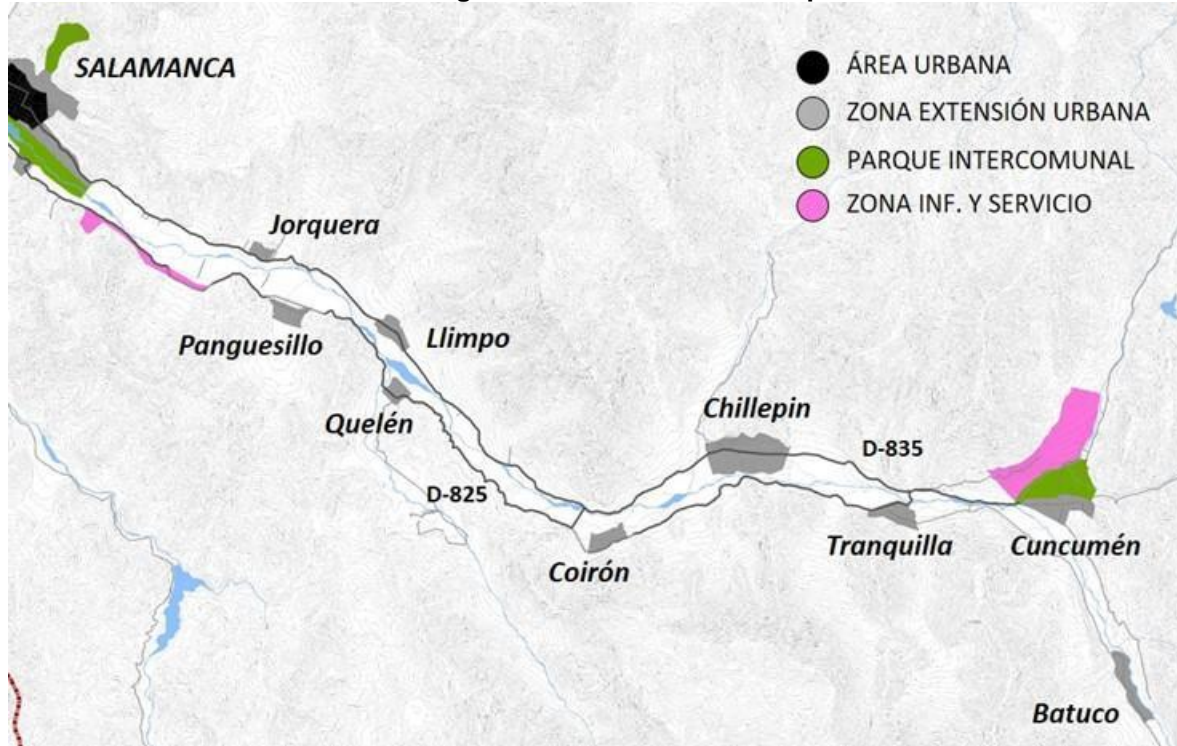 SALAMANCA
ÁREA URBANA
ZONA EXTENSIÓN URBANA
PARQUE INTERCOMUNAL
ZONA INF. Y SERVICIO
Jorquera
Panguesillo
Llimpo
Quelén
Chillepin
D-835
D-825
Coirón
Tranquilla
Cuncumén
Batuco